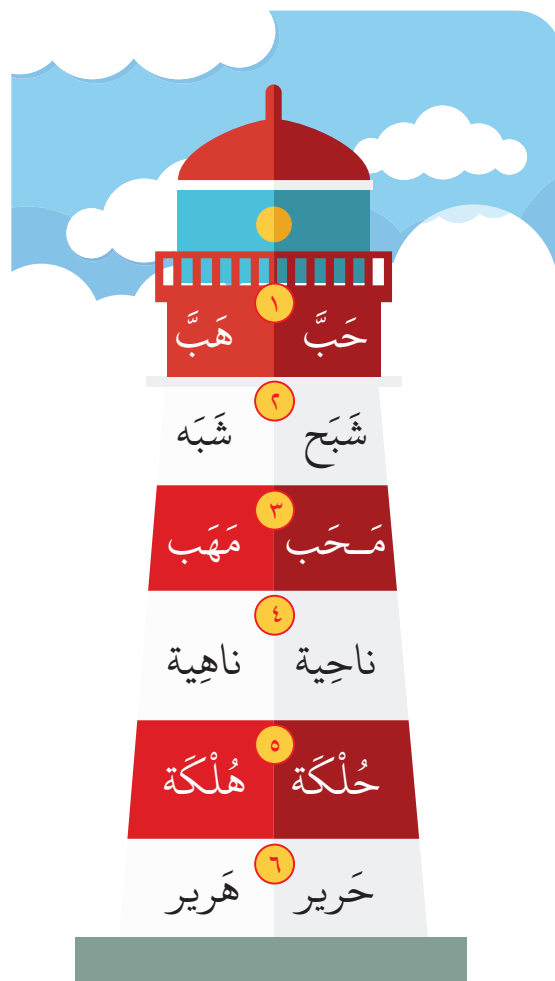 ١
حَبَّ هَبَّ
٢
شَبَح شَبَه
٣
مَـحَب مَهَب
٤
ناحِية ناهِية
٥
حُلْكَة هُلْكَة
٦
حَرير هَرير